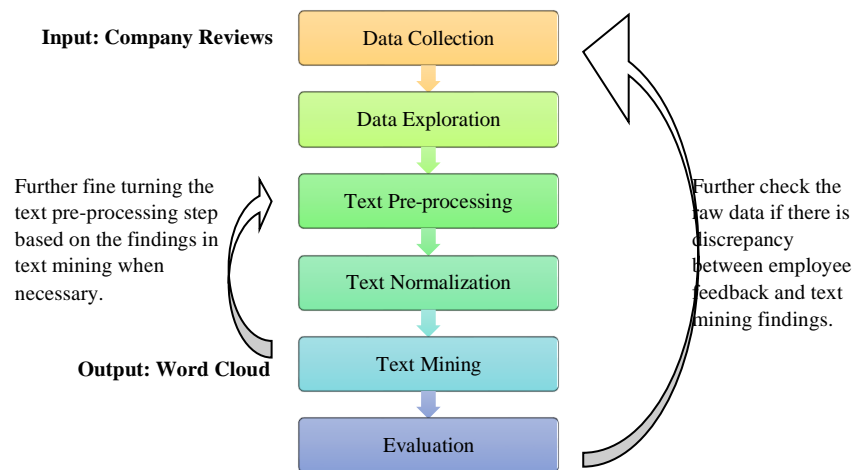 Input: Company Reviews
Data Collection
Data Exploration
Further fine turning the
text pre-processing step
based on the findings in
text mining when
necessary.
Text Pre-processing
Further check the
raw data if there is
discrepancy
between employee
feedback and text
mining findings.
Text Normalization
Output: Word Cloud
Text Mining
Evaluation